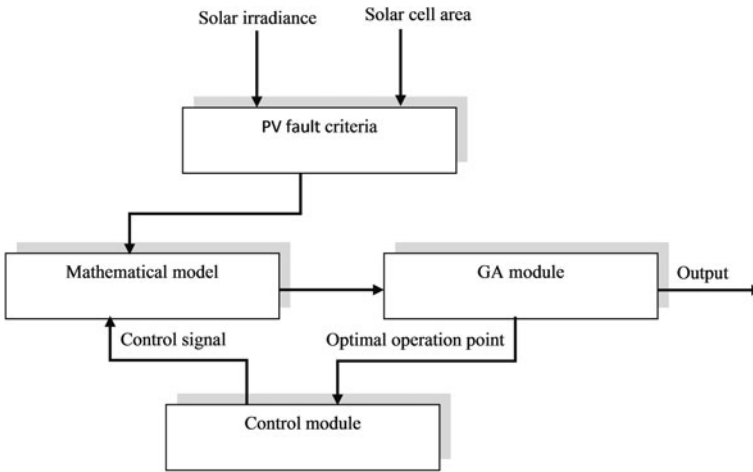 Solar irradiance
Solar cell area
PV fault criteria
Mathematical model
GA module
Output
Control signal
Optimal operation point
Control module